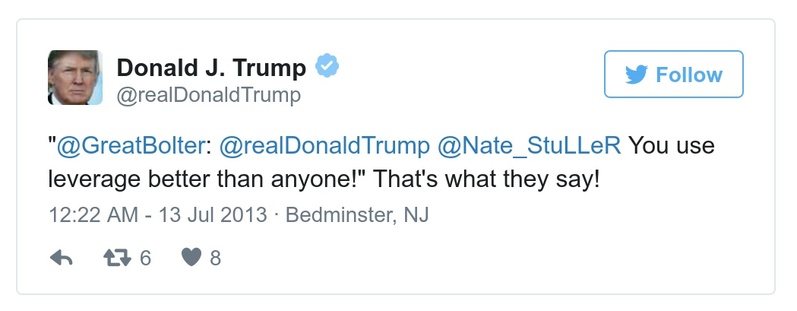 Donald J. Trump
@realDonaldTrump
Follow
"@GreatBolter: @realDonaldTrump @Nate_StuLLeR You use
leverage better than anyone!" That's what they say!
12:22 AM - 13 Jul 2013 · Bedminster, NJ
6 8